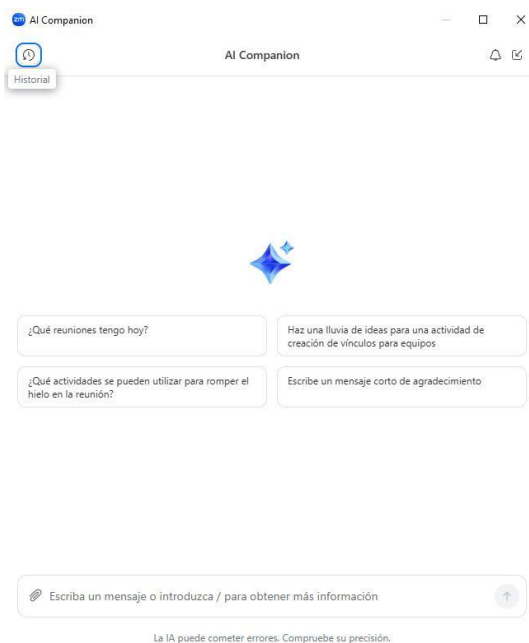 zm AI Companion
AI Companion
Historial
¿Qué reuniones tengo hoy?
Haz una lluvia de ideas para una actividad de
creación de vínculos para equipos
¿Qué actividades se pueden utilizar para romper el
hielo en la reunión?
Escribe un mensaje corto de agradecimiento
Escriba un mensaje o introduzca / para obtener más información
La IA puede cometer errores. Compruebe su precisión.